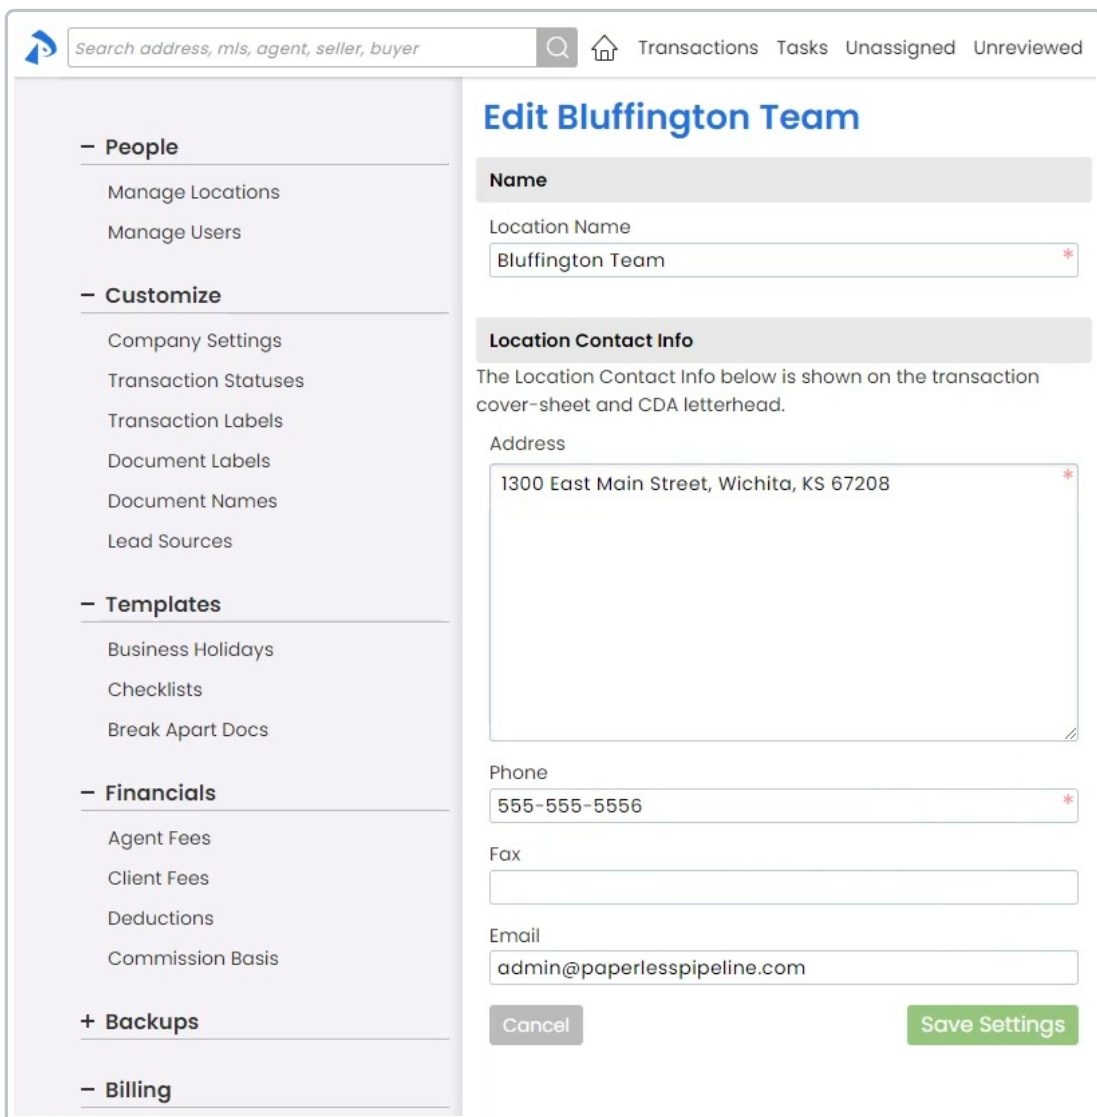 Search address, mls, agent, seller, buyer
Transactions Tasks Unassigned Unreviewed
− People
Manage Locations
Manage Users
− Customize
Company Settings
Transaction Statuses
Transaction Labels
Document Labels
Document Names
Lead Sources
− Templates
Business Holidays
Checklists
Break Apart Docs
− Financials
Agent Fees
Client Fees
Deductions
Commission Basis
+ Backups
− Billing
Edit Bluffington Team
Name
Location Name
Bluffington Team *
Location Contact Info
The Location Contact Info below is shown on the transaction
cover-sheet and CDA letterhead.
Address
1300 East Main Street, Wichita, KS 67208 *
Phone
555-555-5556 *
Fax
Email
admin@paperlesspipeline.com
Cancel
Save Settings